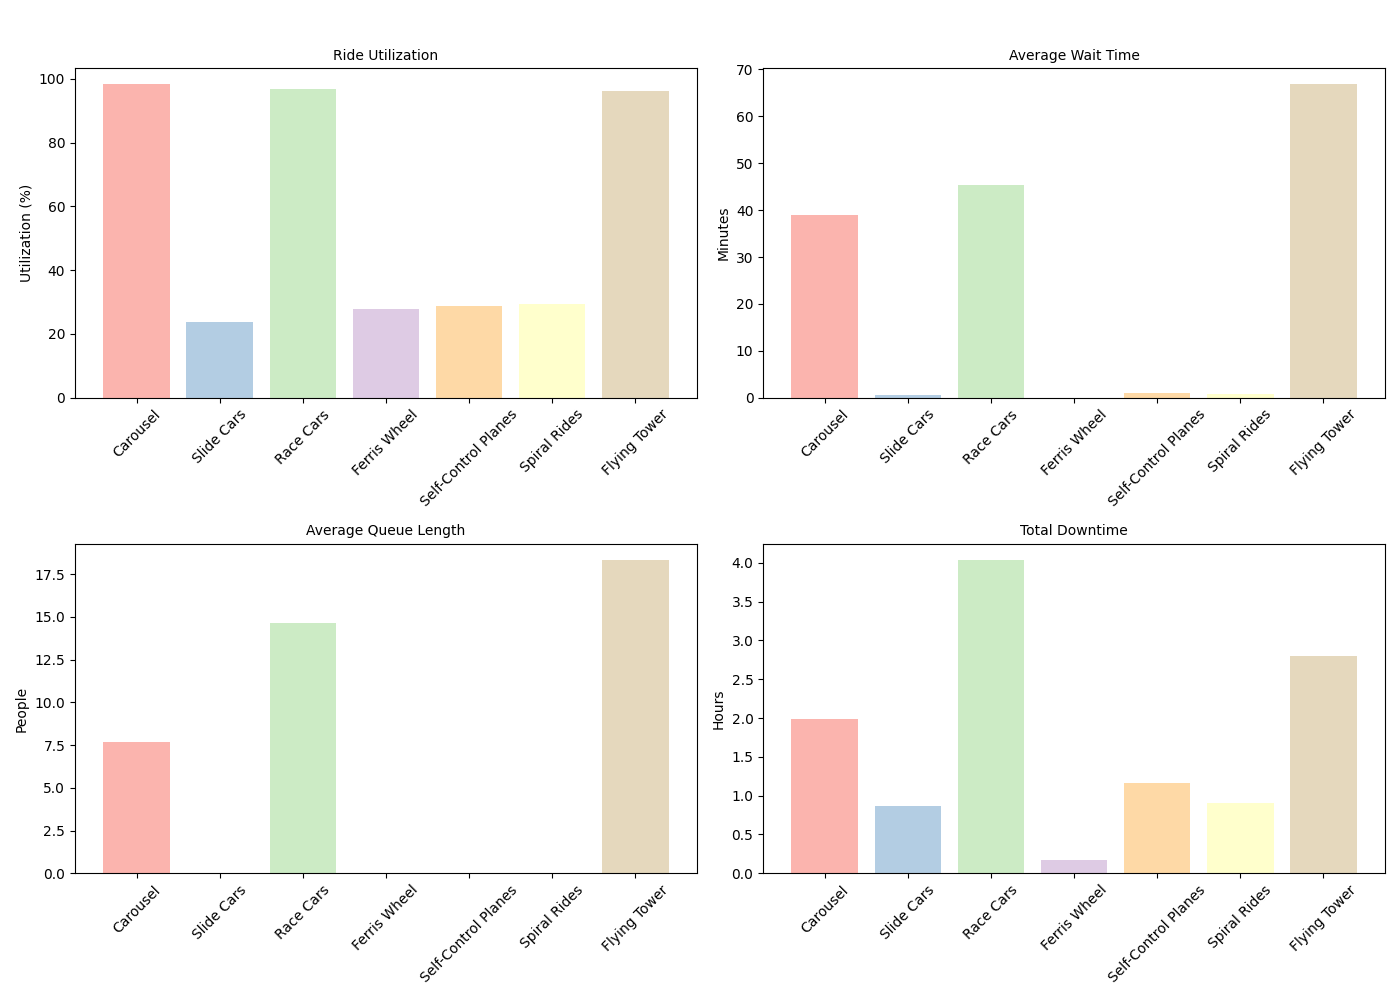 Ride Utilization
Utilization (%)
100
80
60
40
20
0
Carousel
Slide Cars
Race Cars
Ferris Wheel
Self-Control Planes
Spiral Rides
Flying Tower
Average Wait Time
Minutes
70
60
50
40
30
20
10
0
Carousel
Slide Cars
Race Cars
Ferris Wheel
Self-Control Planes
Spiral Rides
Flying Tower
Average Queue Length
People
17.5
15.0
12.5
10.0
7.5
5.0
2.5
0.0
Carousel
Slide Cars
Race Cars
Ferris Wheel
Self-Control Planes
Spiral Rides
Flying Tower
Total Downtime
Hours
4.0
3.5
3.0
2.5
2.0
1.5
1.0
0.5
0.0
Carousel
Slide Cars
Race Cars
Ferris Wheel
Self-Control Planes
Spiral Rides
Flying Tower